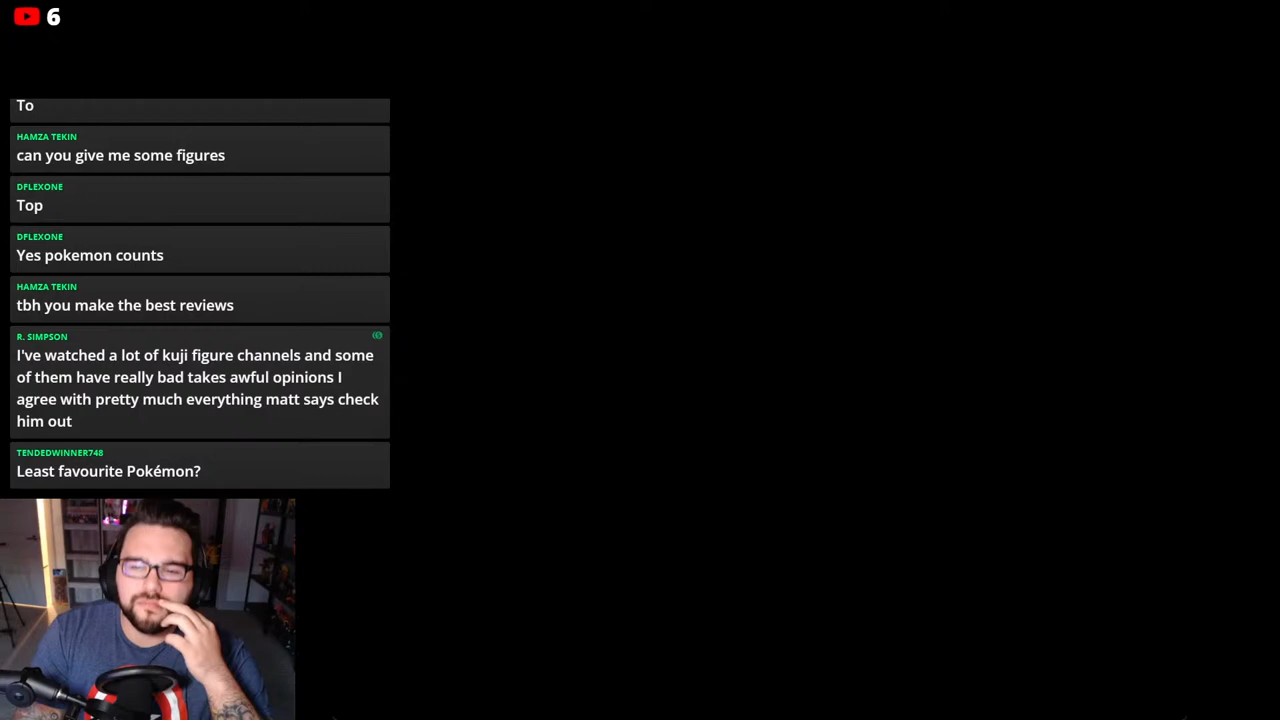 6
To
HAMZA TEKIN
can you give me some figures
DFLEXONE
Top
DFLEXONE
Yes pokemon counts
HAMZA TEKIN
tbh you make the best reviews
R. SIMPSON
I've watched a lot of kuji figure channels and some
of them have really bad takes awful opinions I
agree with pretty much everything matt says check
him out
TENDEDWINNER748
Least favourite Pokémon?